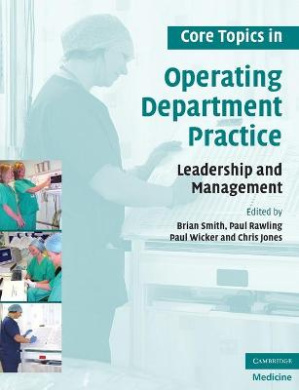 Core Topics in
Operating
Department
Practice
Leadership and
Management
Edited by
Brian Smith, Paul Rawling
Paul Wicker and Chris Jones
CAMBRIDGE
Medicine